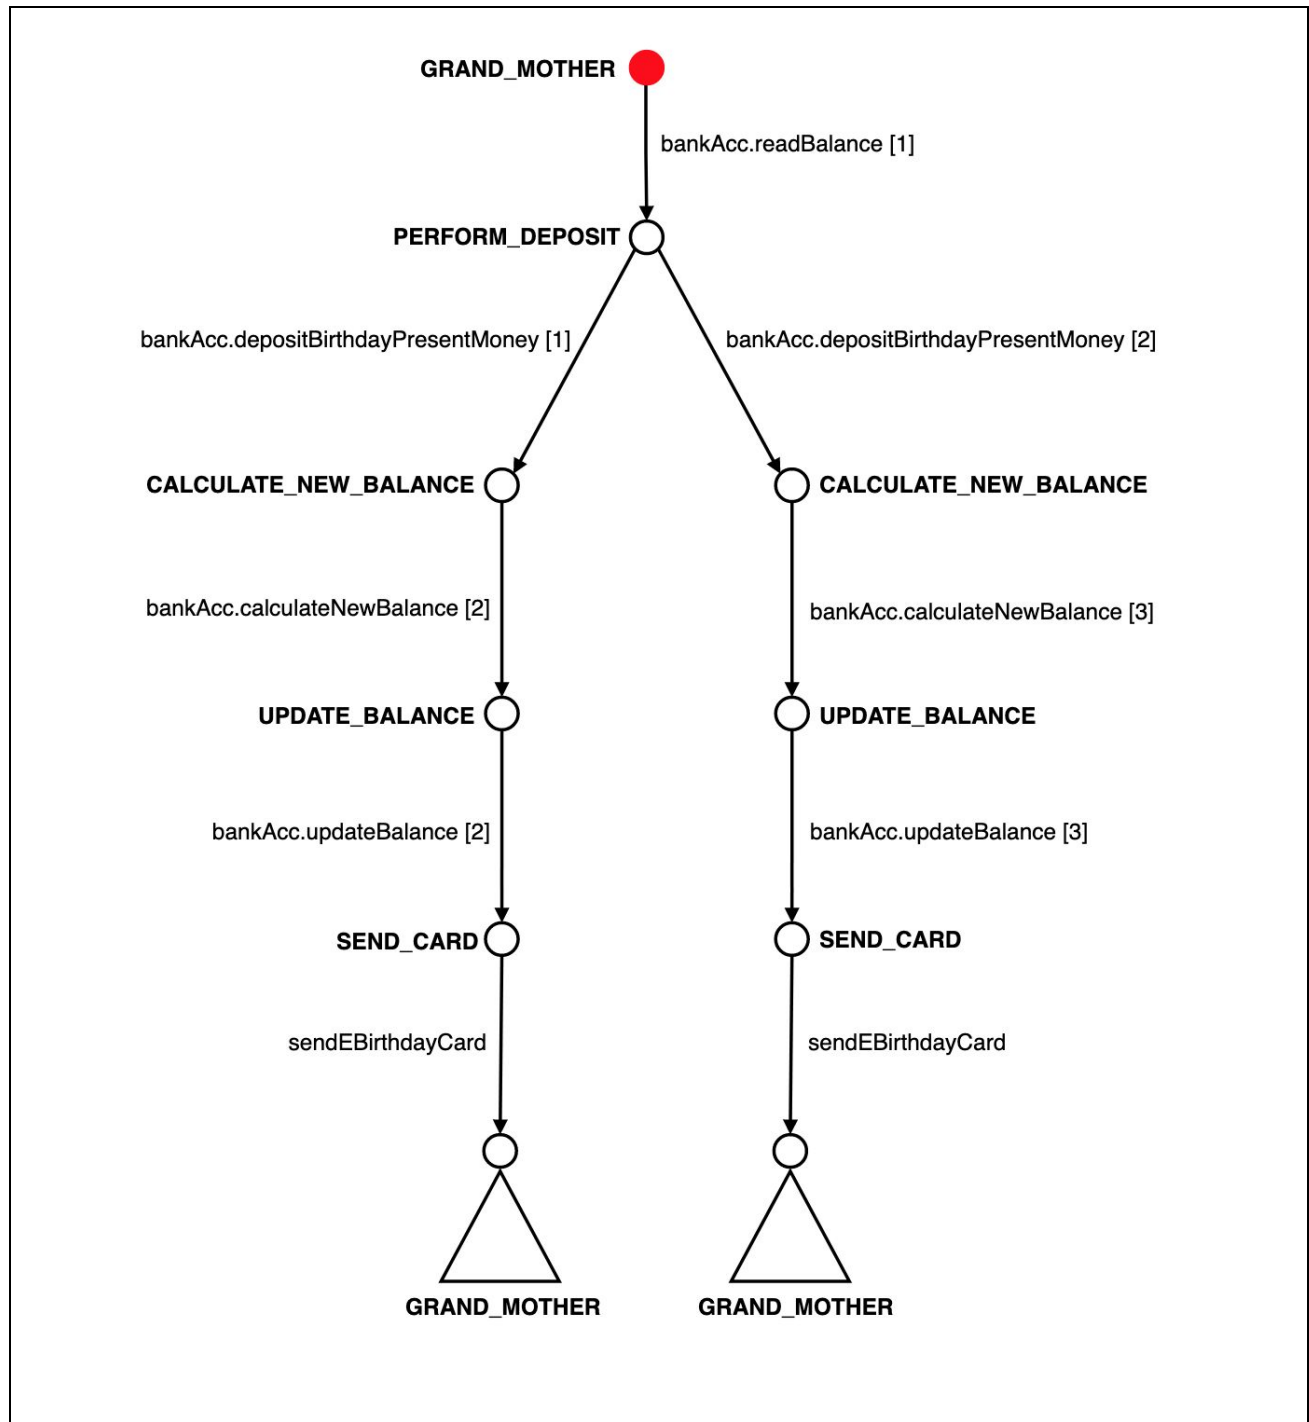 GRAND_MOTHER
bankAcc.readBalance [1]
PERFORM_DEPOSIT
bankAcc.depositBirthdayPresentMoney [1]
bankAcc.depositBirthdayPresentMoney [2]
CALCULATE_NEW_BALANCE
CALCULATE_NEW_BALANCE
bankAcc.calculateNewBalance [2]
bankAcc.calculateNewBalance [3]
UPDATE_BALANCE
UPDATE_BALANCE
bankAcc.updateBalance [2]
bankAcc.updateBalance [3]
SEND_CARD
SEND_CARD
sendEBirthdayCard
sendEBirthdayCard
GRAND_MOTHER
GRAND_MOTHER